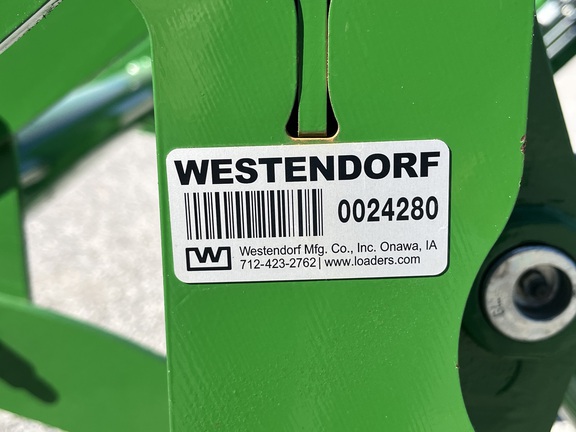 WESTENDORF
0024280
W
Westendorf Mfg. Co., Inc. Onawa, IA
712-423-2762 | www.loaders.com